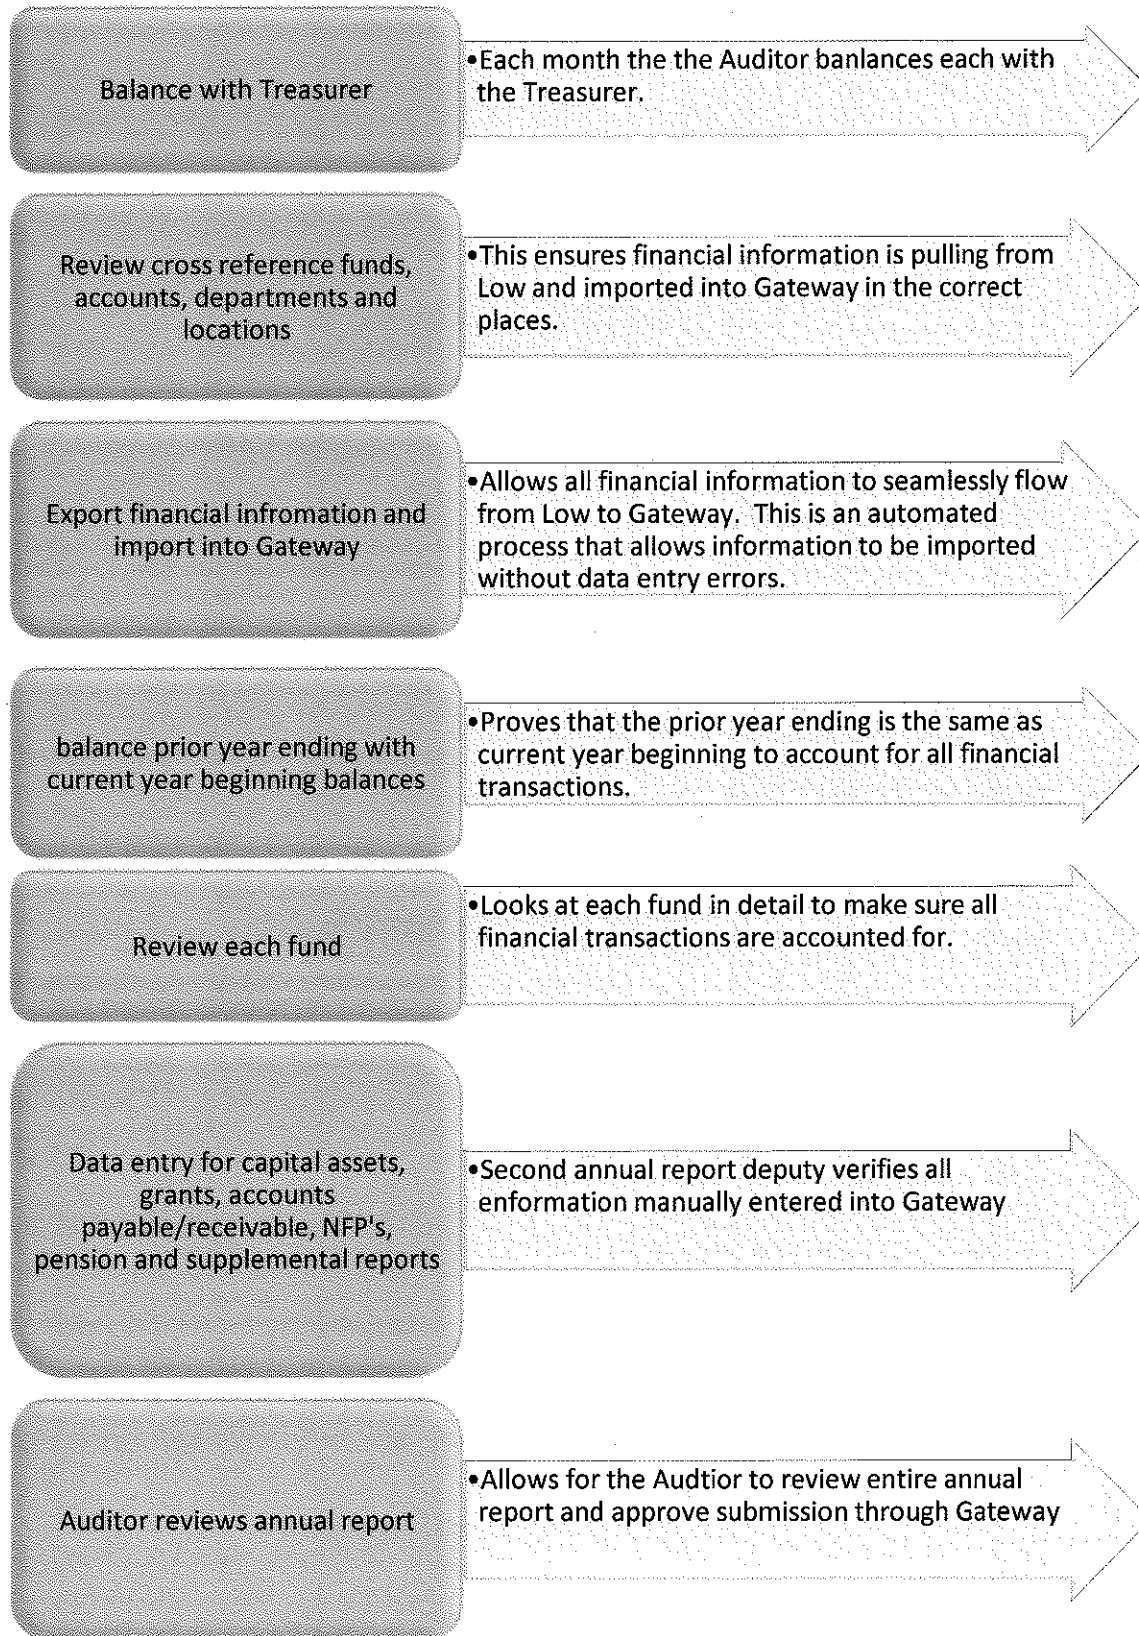 Balance with Treasurer
•Each month the the Auditor banlances each with
the Treasurer.
Review cross reference funds,
accounts, departments and
locations
•This ensures financial information is pulling from
Low and imported into Gateway in the correct
places.
Export financial infromation and
import into Gateway
•Allows all financial information to seamlessly flow
from Low to Gateway.  This is an automated
process that allows information to be imported
without data entry errors.
balance prior year ending with
current year beginning balances
•Proves that the prior year ending is the same as
current year beginning to account for all financial
transactions.
Review each fund
•Looks at each fund in detail to make sure all
financial transactions are accounted for.
Data entry for capital assets,
grants, accounts
payable/receivable, NFP's,
pension and supplemental reports
•Second annual report deputy verifies all
enformation manually entered into Gateway
Auditor reviews annual report
•Allows for the Audtior to review entire annual
report and approve submission through Gateway